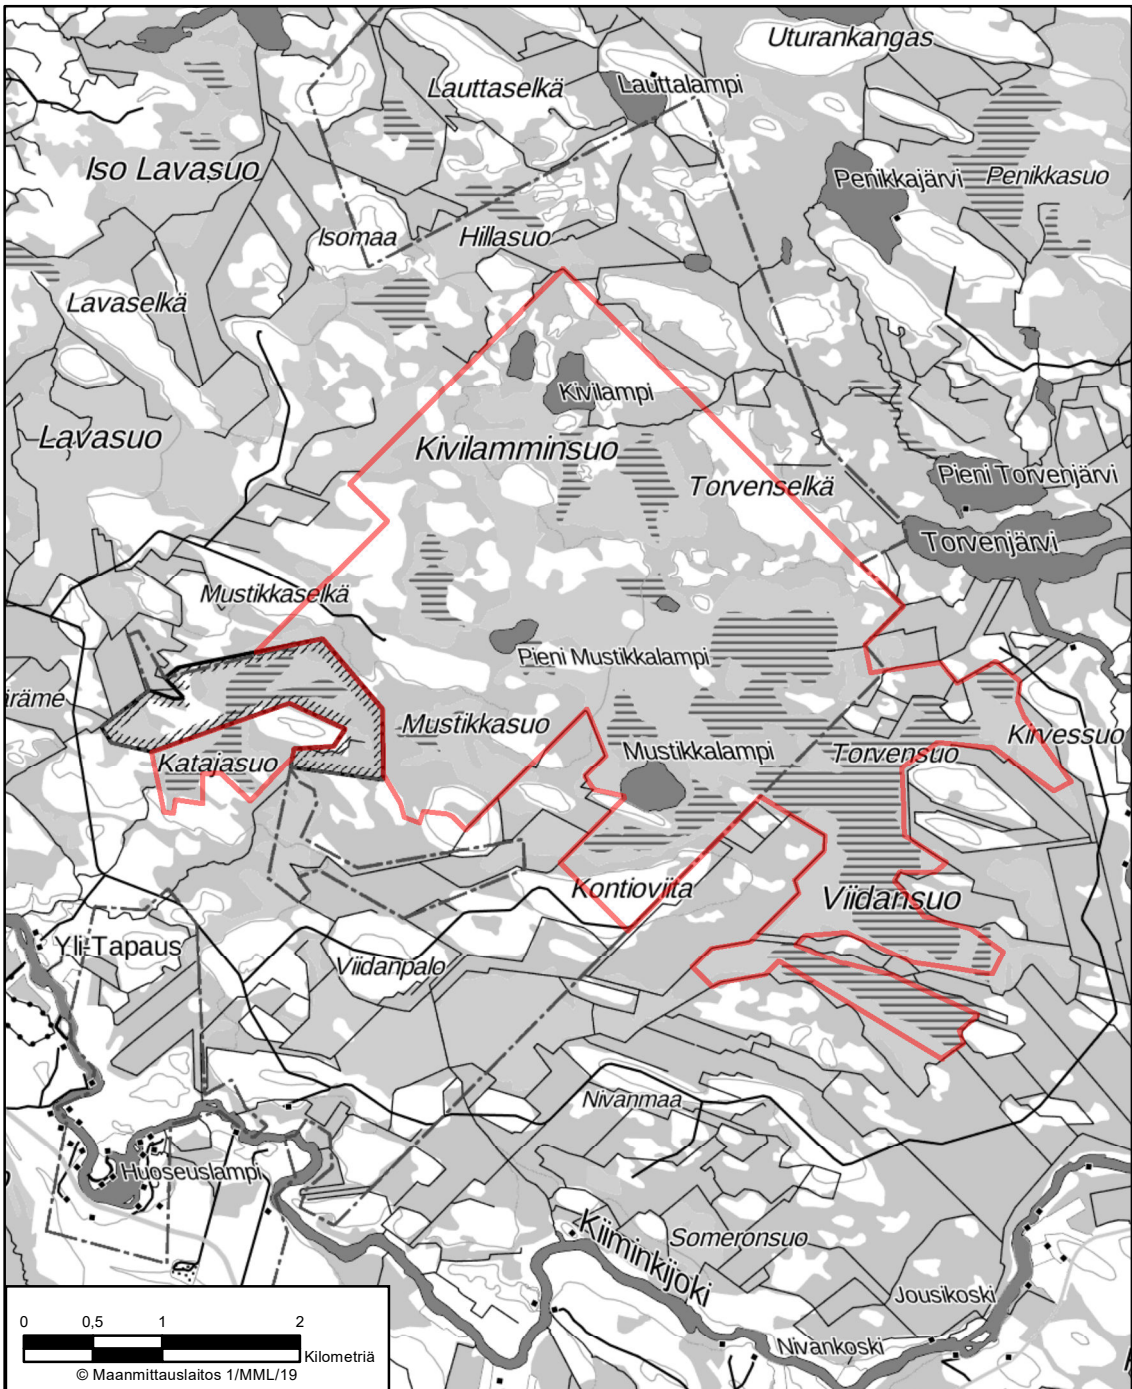 Uturankangas
Lauttaselkä
Lauttalampi
Iso Lavasuo
Penikkajärvi
Penikkasuo
Isomaa
Hillasuo
Lavaselkä
Kivilampi
Lavasuo
Kivilamminsuo
Torvenselkä
Pieni Torvenjärvi
Torvenjärvi
Mustikkaselkä
Pieni Mustikkalampi
äräme
Mustikkasuo
Kirvessuo
Katajasuo
Mustikkalampi
Torvensuo
Kontioviita
Viidansuo
Yli-Tapaus
Viidanpalo
Nivanmaa
Huoseuslampi
Someronsuo
Kiiminkijoki
Jousikoski
Nivankoski
0 0,5 1 2
Kilometriä
© Maanmittauslaitos 1/MML/19